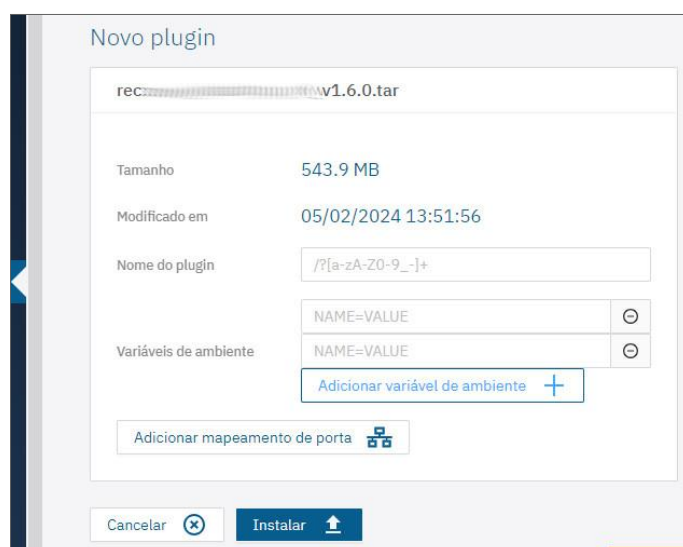 Novo plugin
v1.6.0.tar
Tamanho 543.9 MB
Modificado em 05/02/2024 13:51:56
Nome do plugin /?[a-zA-Z0-9_-]+
NAME=VALUE
Variáveis de ambiente NAME=VALUE
Adicionar variável de ambiente
Adicionar mapeamento de porta
Cancelar Instalar